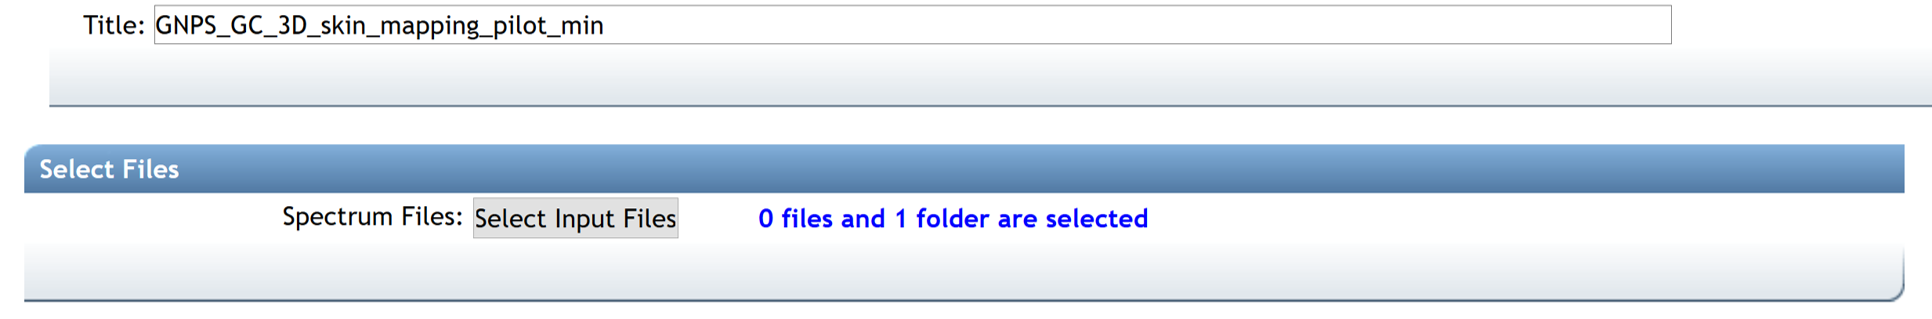 Title: GNPS_GC_3D_skin_mapping_pilot_min
Select Files
Spectrum Files: Select Input Files 0 files and 1 folder are selected